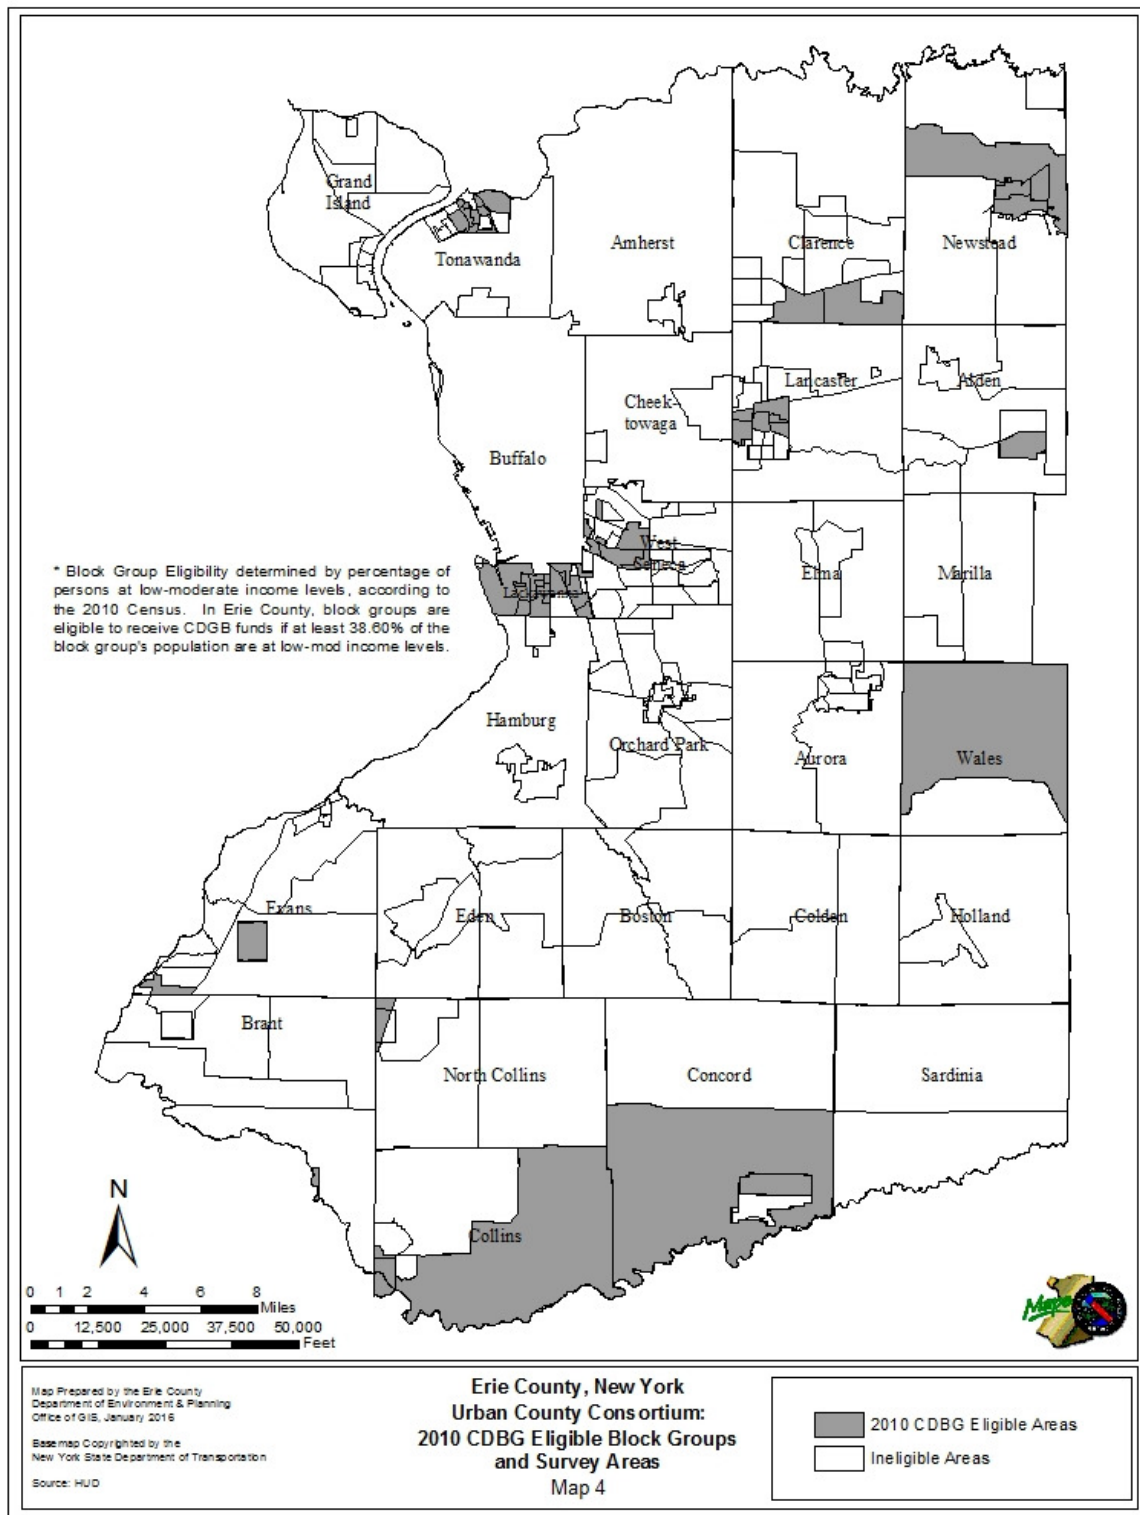 Grand
Island
Tonawanda
Amherst
Clarence
Newstead
Lancaster
Alden
Cheek-
towaga
Buffalo
West
Seneca
Elma
Marilla
Lackawanna
* Block Group Eligibility determined by percentage of
persons at low-moderate income levels, according to
the 2010 Census. In Erie County, block groups are
eligible to receive CDGB funds if at least 38.60% of the
block group's population are at low-mod income levels.
Hamburg
Orchard Park
Aurora
Wales
Evans
Eden
Boston
Colden
Holland
Brant
North Collins
Concord
Sardinia
Collins
N
0 1 2 4 6 8
Miles
0 12,500 25,000 37,500 50,000
Feet
Maps
Map Prepared by the Erie County
Department of Environment & Planning
Office of GIS, January 2016
Basemap Copyrighted by the
New York State Department of Transportation
Source: HUD
Erie County, New York
Urban County Consortium:
2010 CDBG Eligible Block Groups
and Survey Areas
Map 4
2010 CDBG Eligible Areas
Ineligible Areas